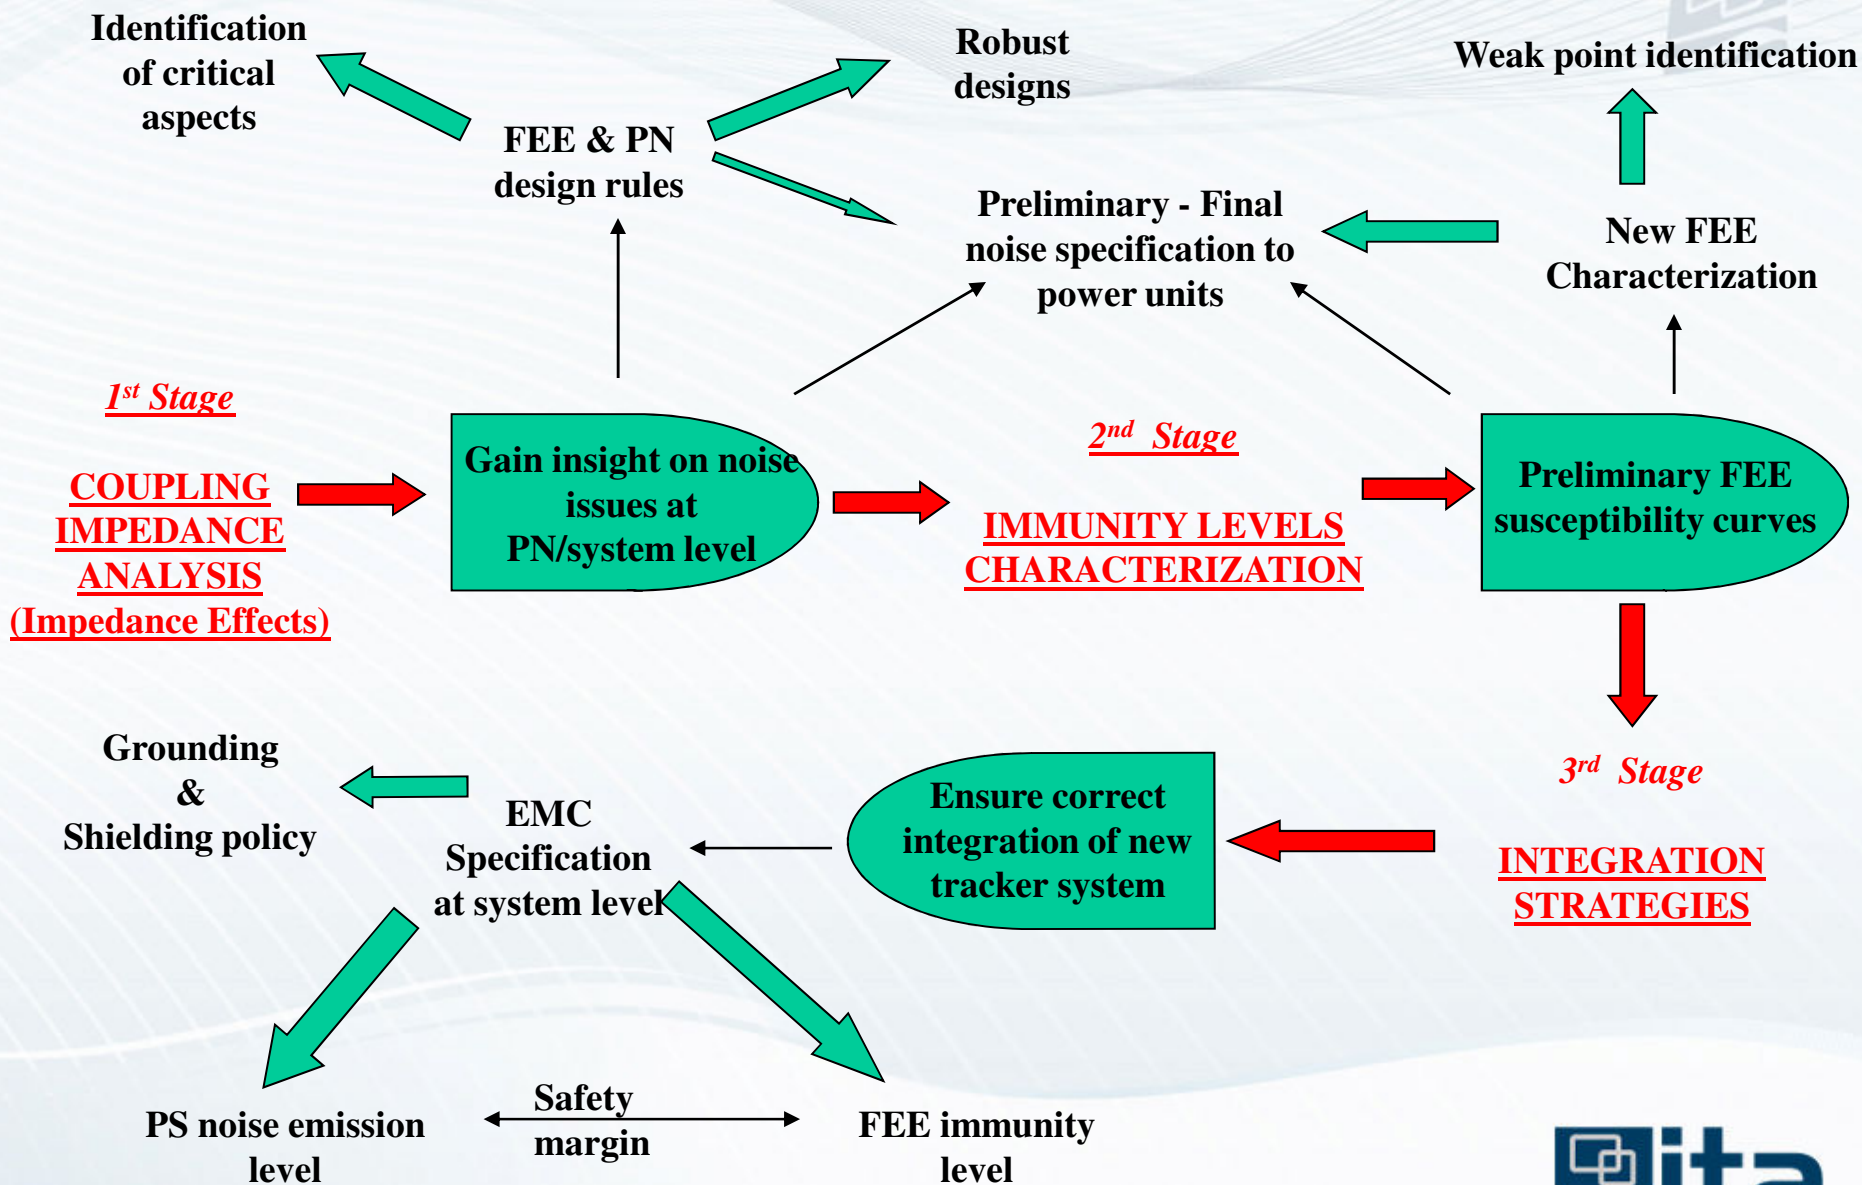 Identification
of critical
aspects
Robust
designs
Weak point identification
FEE & PN
design rules
Preliminary - Final
noise specification to
power units
New FEE
Characterization
1st Stage
COUPLING
IMPEDANCE
ANALYSIS
(Impedance Effects)
Gain insight on noise
issues at
PN/system level
2nd Stage
IMMUNITY LEVELS
CHARACTERIZATION
Preliminary FEE
susceptibility curves
3rd Stage
INTEGRATION
STRATEGIES
Ensure correct
integration of new
tracker system
EMC
Specification
at system level
Grounding
&
Shielding policy
PS noise emission
level
Safety
margin
FEE immunity
level
ita